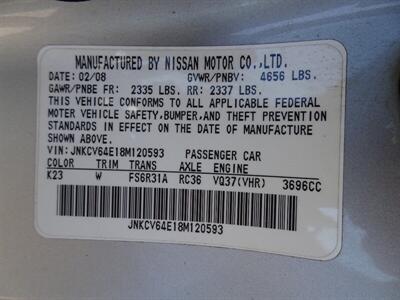 MANUFACTURED BY NISSAN MOTOR CO.,LTD.
DATE: 02/08 GVWR/PNBV: 4656 LBS.
GAWR/PNBE FR: 2335 LBS. RR: 2337 LBS.
THIS VEHICLE CONFORMS TO ALL APPLICABLE FEDERAL
MOTOR VEHICLE SAFETY, BUMPER, AND THEFT PREVENTION
STANDARDS IN EFFECT ON THE DATE OF MANUFACTURE
SHOWN ABOVE.
VIN: JNKCV64E18M120593 PASSENGER CAR
COLOR TRIM TRANS AXLE ENGINE
K23 W FS6R31A RC36 VQ37(VHR) 3696CC
JNKCV64E18M120593